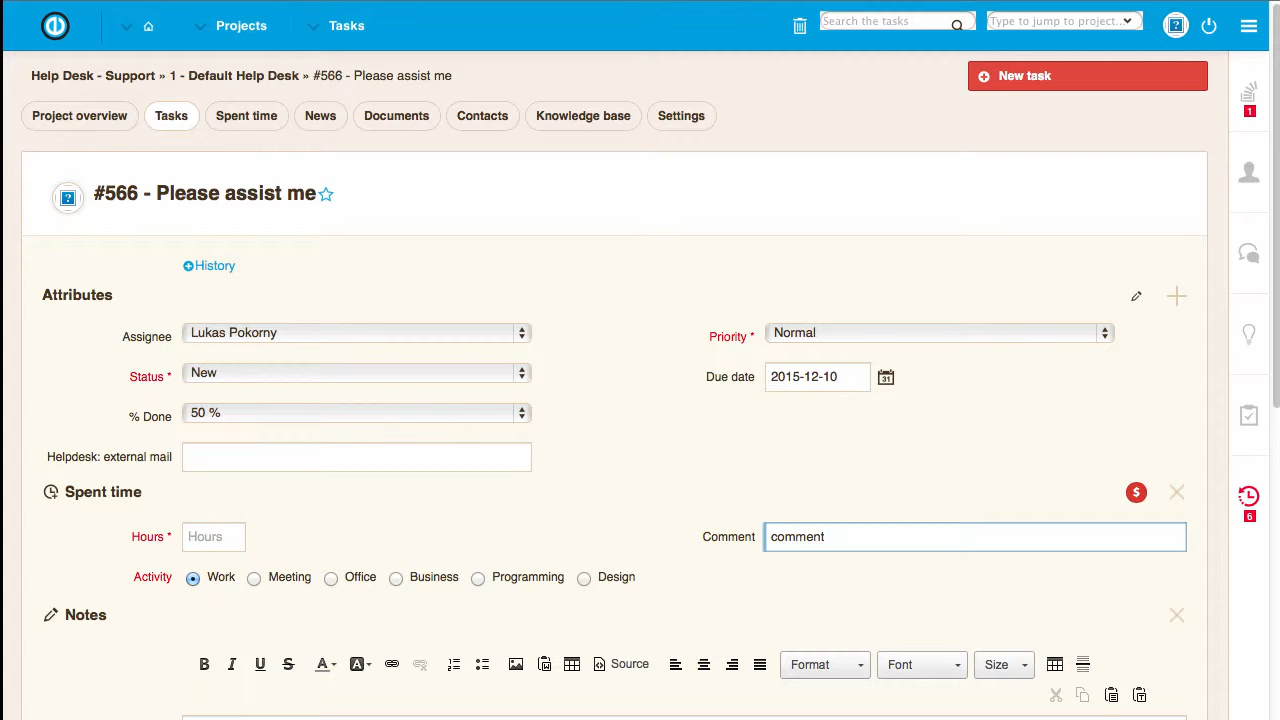 Projects
Tasks
Search the tasks
Type to jump to project...
Help Desk - Support » 1 - Default Help Desk » #566 - Please assist me
New task
Project overview
Tasks
Spent time
News
Documents
Contacts
Knowledge base
Settings
1
#566 - Please assist me
History
Attributes
Assignee
Lukas Pokorny
Priority *
Normal
Status *
New
Due date
2015-12-10
31
% Done
50 %
Helpdesk: external mail
Spent time
$
6
Hours *
Hours
Comment
comment
Activity
Work
Meeting
Office
Business
Programming
Design
Notes
B
I
U
S
A
A
Source
Format
Font
Size